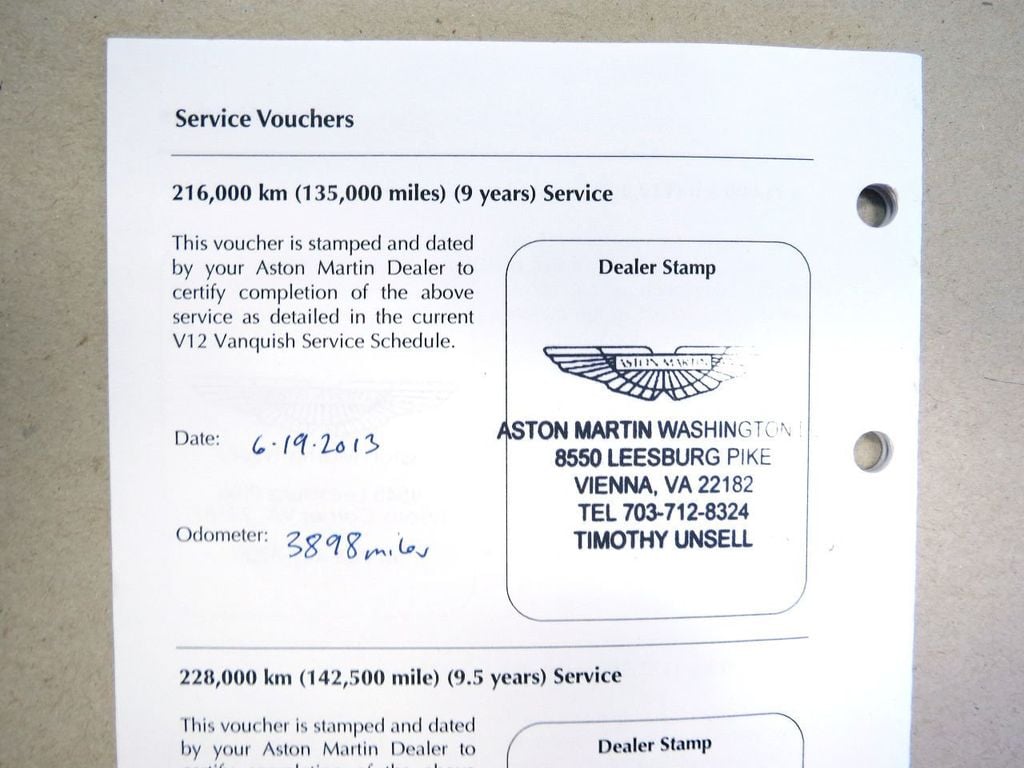 Service Vouchers
216,000 km (135,000 miles) (9 years) Service
This voucher is stamped and dated
by your Aston Martin Dealer to
certify completion of the above
service as detailed in the current
V12 Vanquish Service Schedule.
Date: 6-19-2013
Odometer: 3898 miles
Dealer Stamp
ASTON MARTIN
ASTON MARTIN WASHINGTON
8550 LEESBURG PIKE
VIENNA, VA 22182
TEL 703-712-8324
TIMOTHY UNSELL
228,000 km (142,500 mile) (9.5 years) Service
This voucher is stamped and dated
by your Aston Martin Dealer to
Dealer Stamp